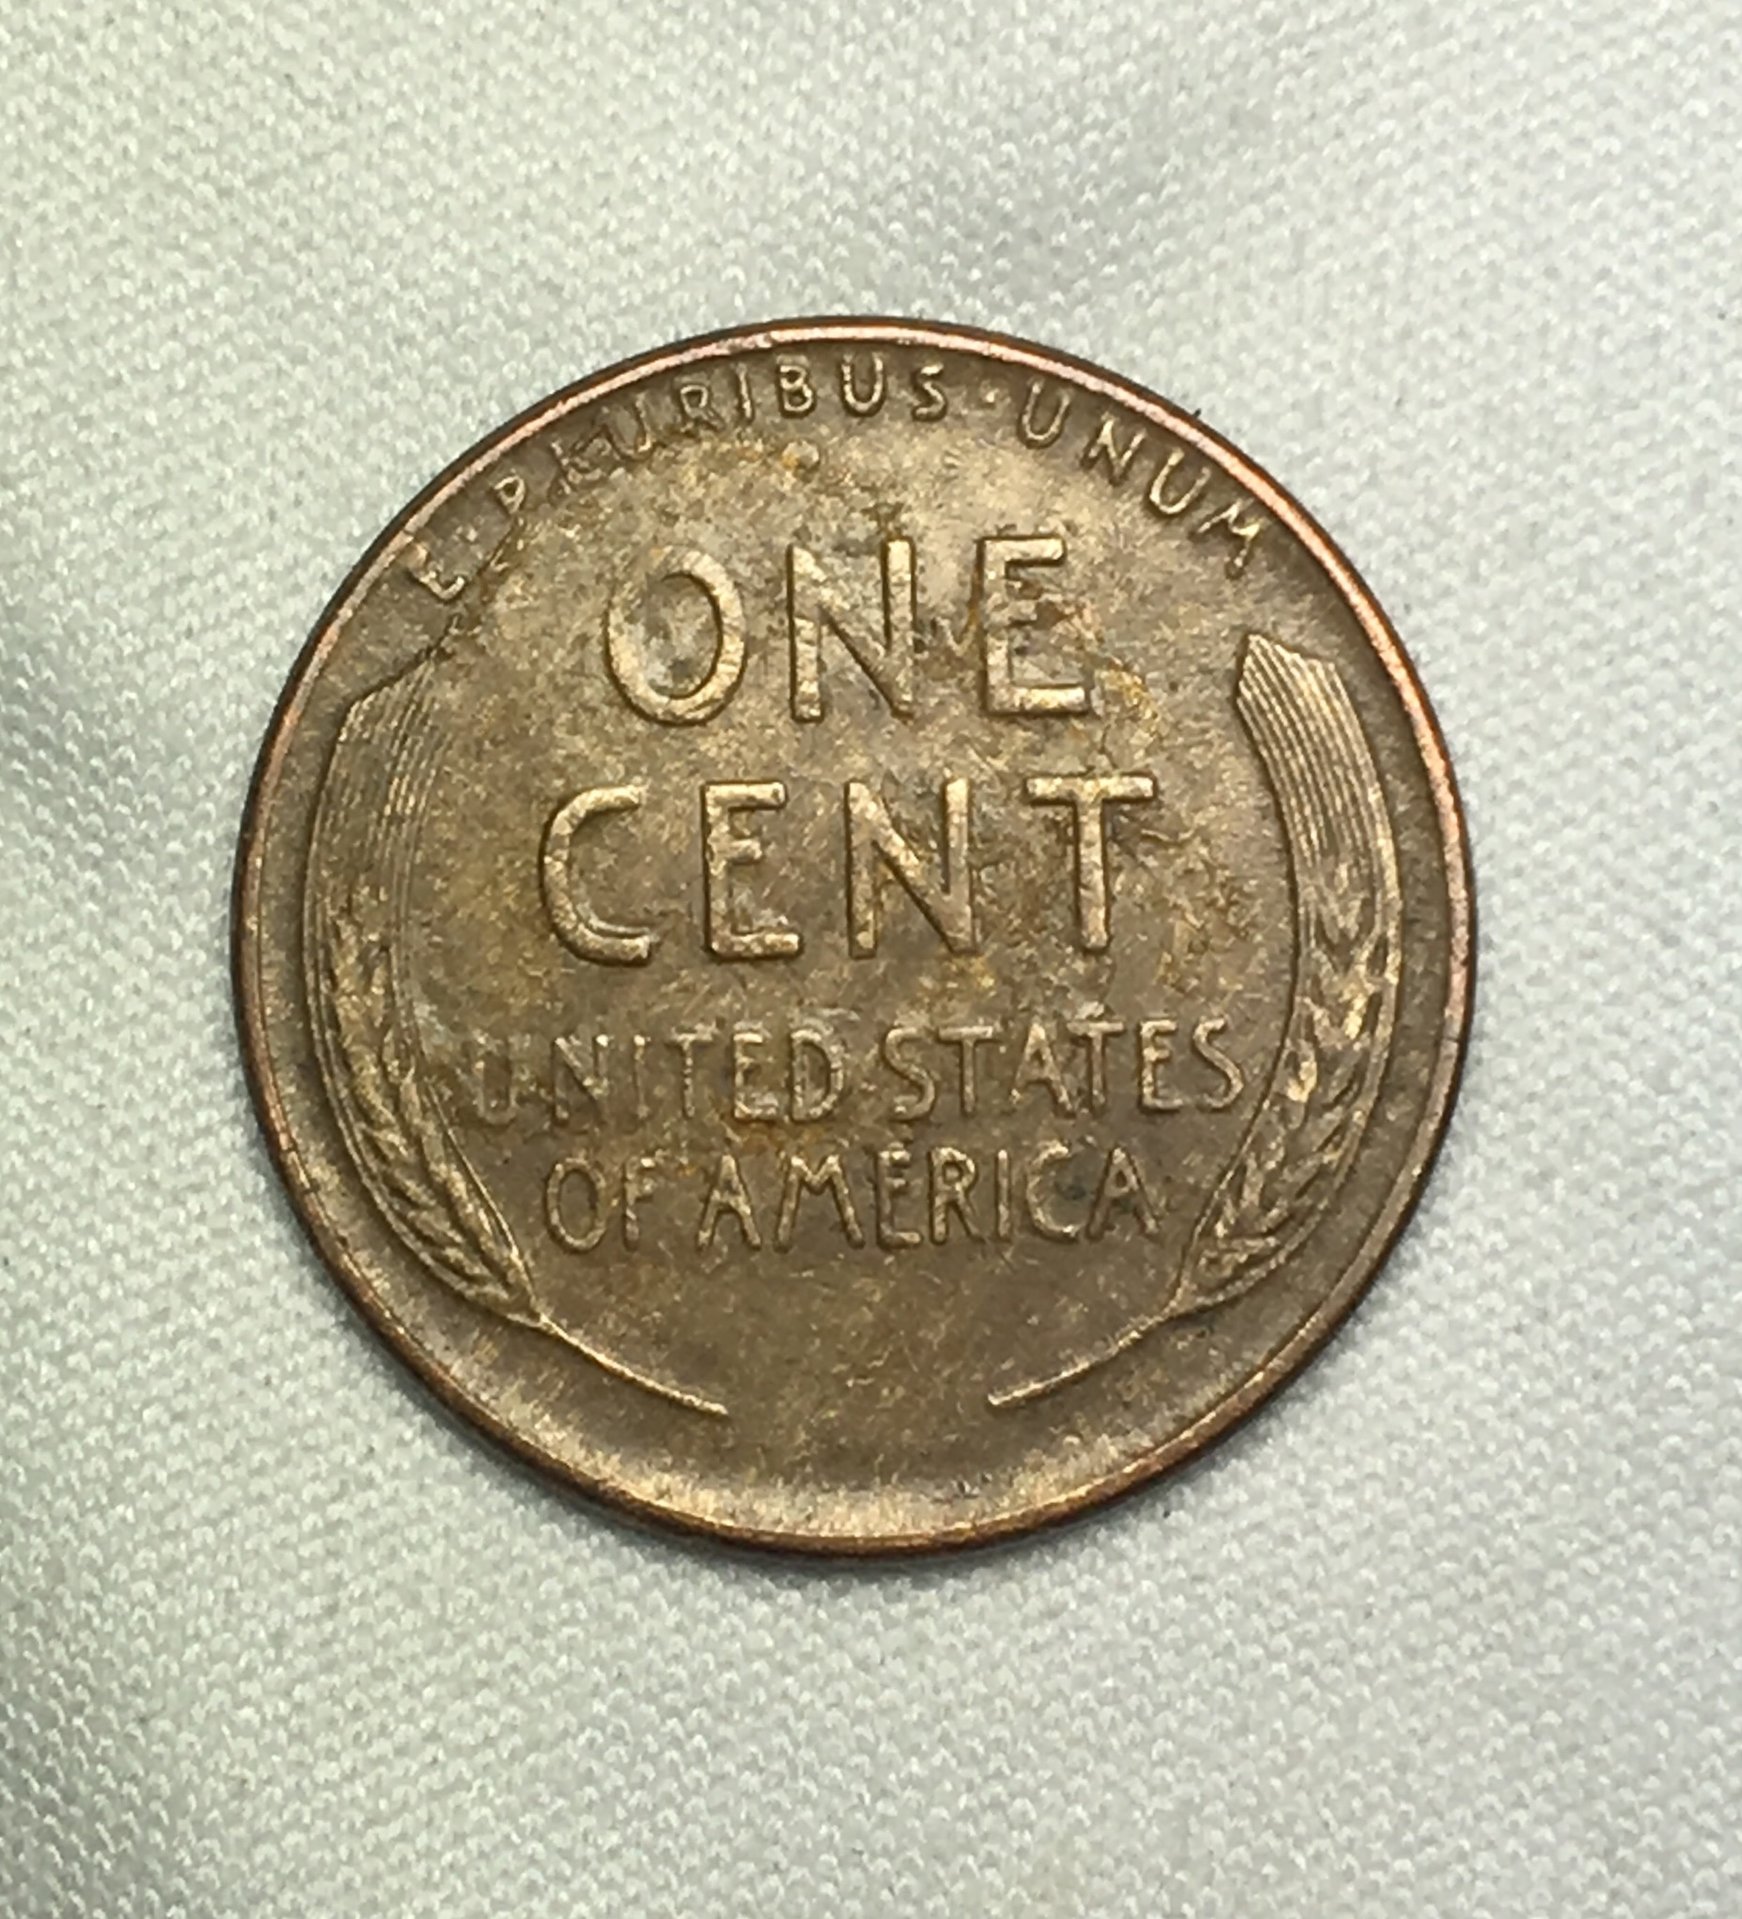 E·PLURIBUS·UNUM
ONE
CENT
UNITED STATES
OF AMERICA